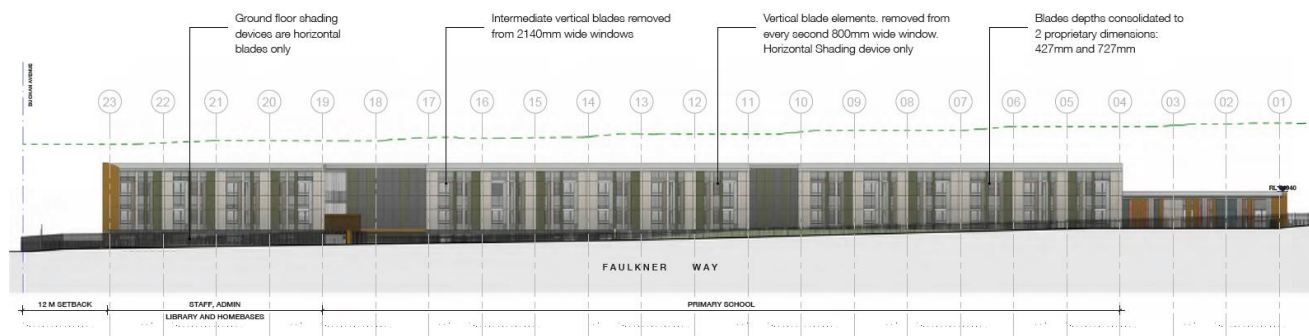 Ground floor shading
devices are horizontal
blades only
Intermediate vertical blades removed
from 2140mm wide windows
Vertical blade elements. removed from
every second 800mm wide window.
Horizontal Shading device only
Blades depths consolidated to
2 proprietary dimensions:
427mm and 727mm
23 22 21 20 19 18 17 16 15 14 13 12 11 10 09 08 07 06 05 04 03 02 01
FAULKNER WAY
12 M SETBACK
STAFF, ADMIN
LIBRARY AND HOMEBASES
PRIMARY SCHOOL